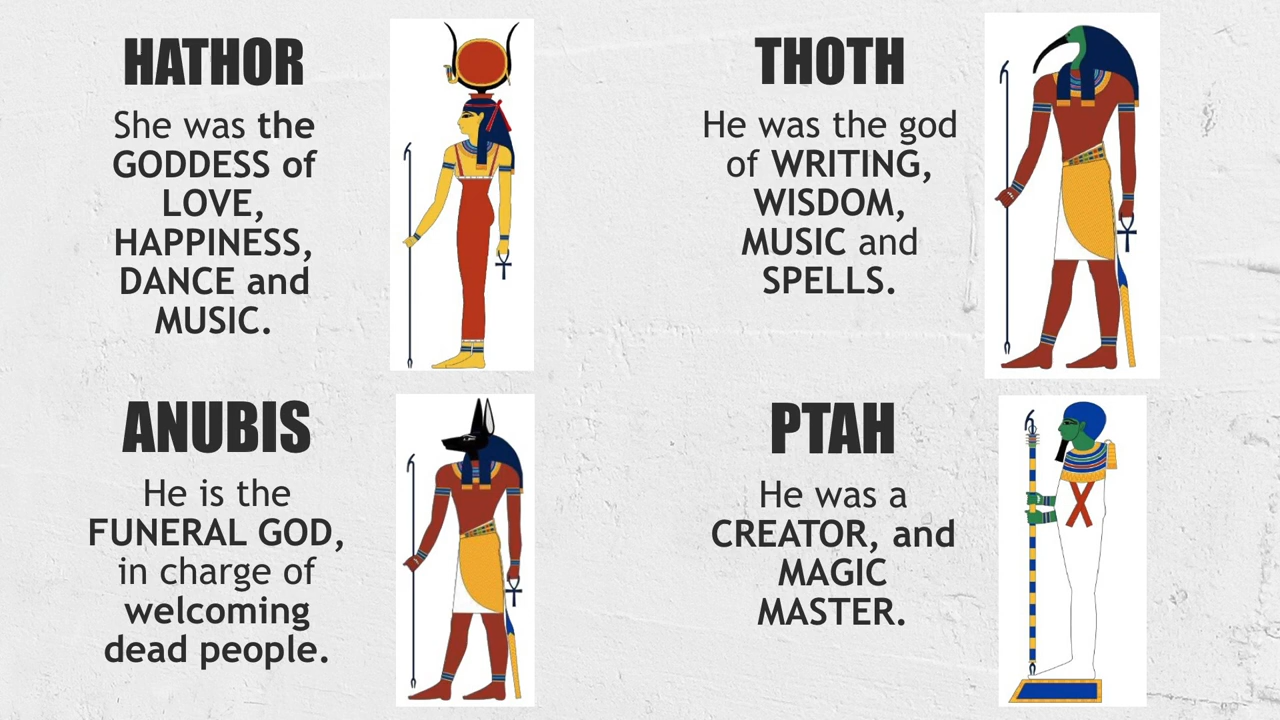 HATHOR
She was the
GODDESS of
LOVE,
HAPPINESS,
DANCE and
MUSIC.
THOTH
He was the god
of WRITING,
WISDOM,
MUSIC and
SPELLS.
ANUBIS
He is the
FUNERAL GOD,
in charge of
welcoming
dead people.
PTAH
He was a
CREATOR, and
MAGIC
MASTER.